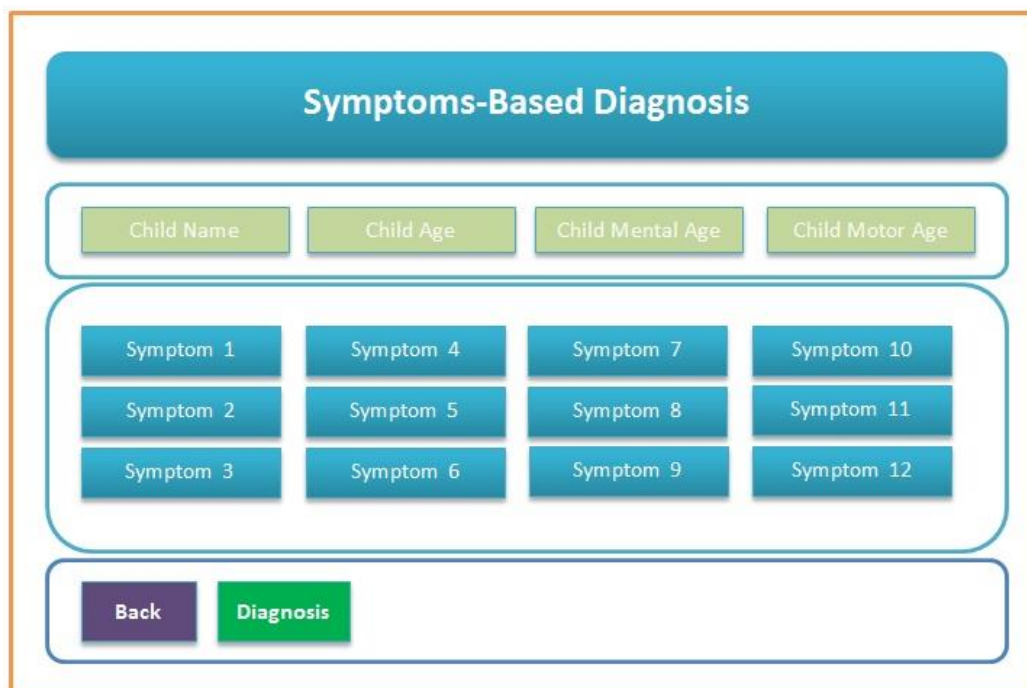 Symptoms-Based Diagnosis
Child Name
Child Age
Child Mental Age
Child Motor Age
Symptom 1
Symptom 4
Symptom 7
Symptom 10
Symptom 2
Symptom 5
Symptom 8
Symptom 11
Symptom 3
Symptom 6
Symptom 9
Symptom 12
Back
Diagnosis